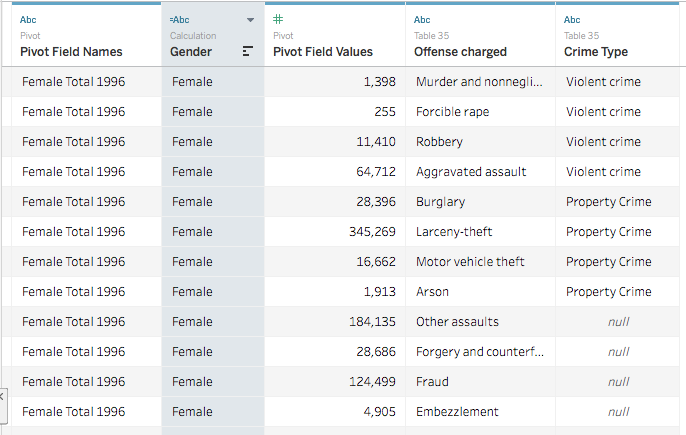 Abc =Abc # Abc Abc
Pivot Calculation Pivot Table 35 Table 35
Pivot Field Names Gender Pivot Field Values Offense charged Crime Type
Female Total 1996 Female 1,398 Murder and nonnegli... Violent crime
Female Total 1996 Female 255 Forcible rape Violent crime
Female Total 1996 Female 11,410 Robbery Violent crime
Female Total 1996 Female 64,712 Aggravated assault Violent crime
Female Total 1996 Female 28,396 Burglary Property Crime
Female Total 1996 Female 345,269 Larceny-theft Property Crime
Female Total 1996 Female 16,662 Motor vehicle theft Property Crime
Female Total 1996 Female 1,913 Arson Property Crime
Female Total 1996 Female 184,135 Other assaults null
Female Total 1996 Female 28,686 Forgery and counterf... null
Female Total 1996 Female 124,499 Fraud null
Female Total 1996 Female 4,905 Embezzlement null